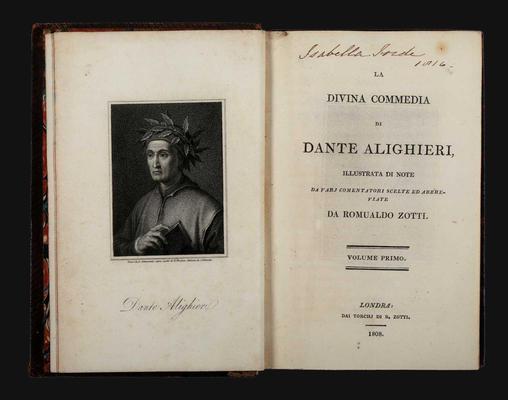 Dante Alighieri
Isabella
1816
LA
DIVINA COMMEDIA
DI
DANTE ALIGHIERI,
ILLUSTRATA DI NOTE
DA VARJ COMENTATORI SCELTE ED ABBRE-
VIATE
DA ROMUALDO ZOTTI.
VOLUME PRIMO.
LONDRA:
DAI TORCHJ DI R. ZOTTI.
1808.